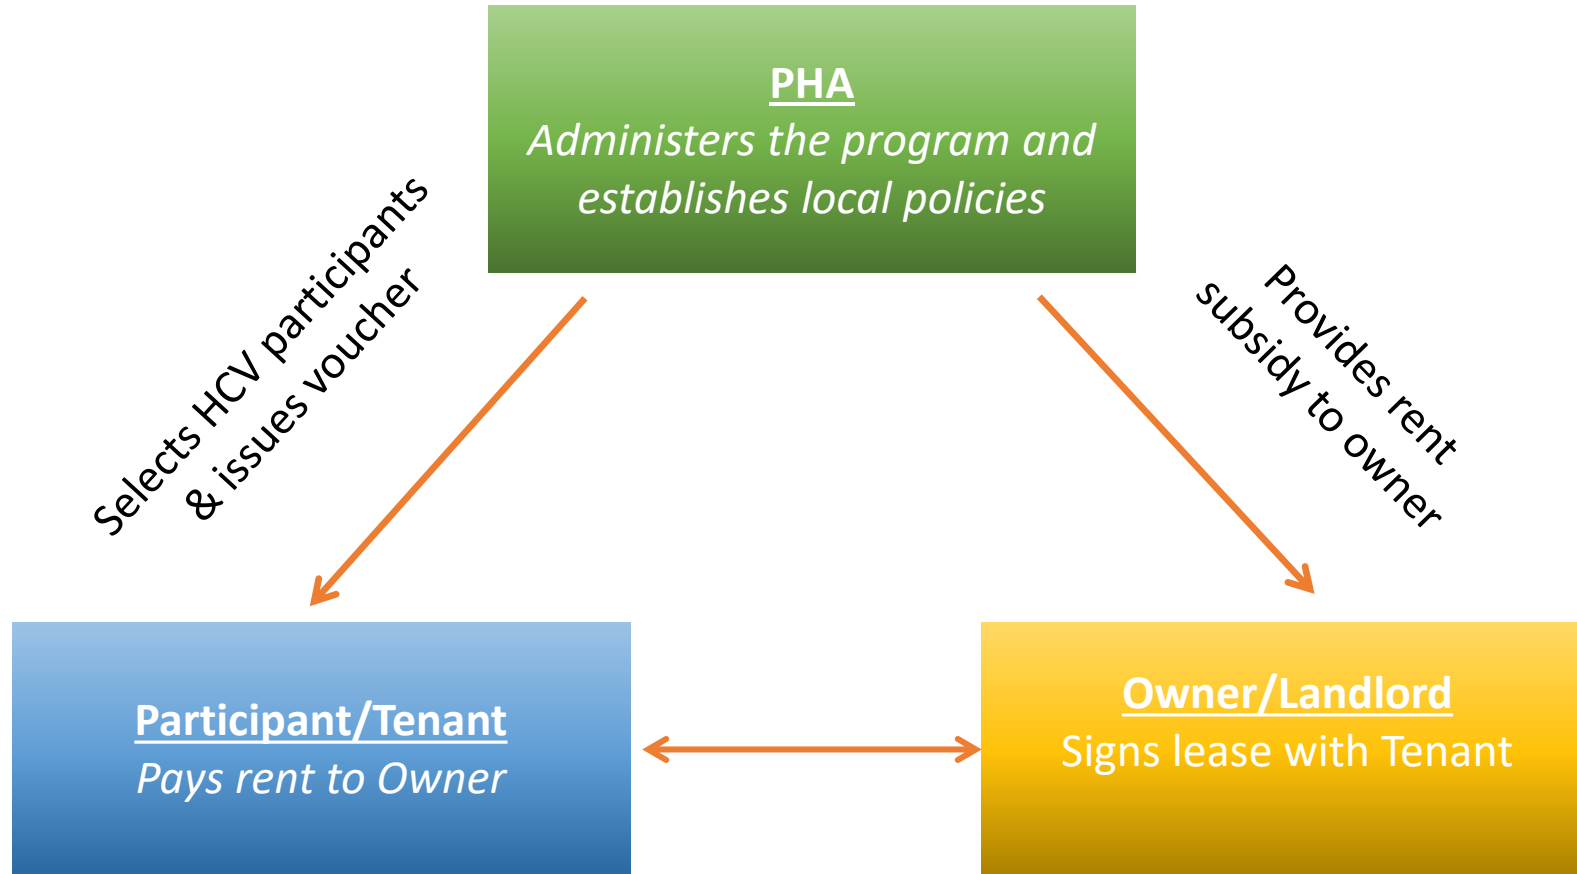 PHA
Administers the program and
establishes local policies
Selects HCV participants
& issues voucher
Provides rent
subsidy to owner
Participant/Tenant
Pays rent to Owner
Owner/Landlord
Signs lease with Tenant